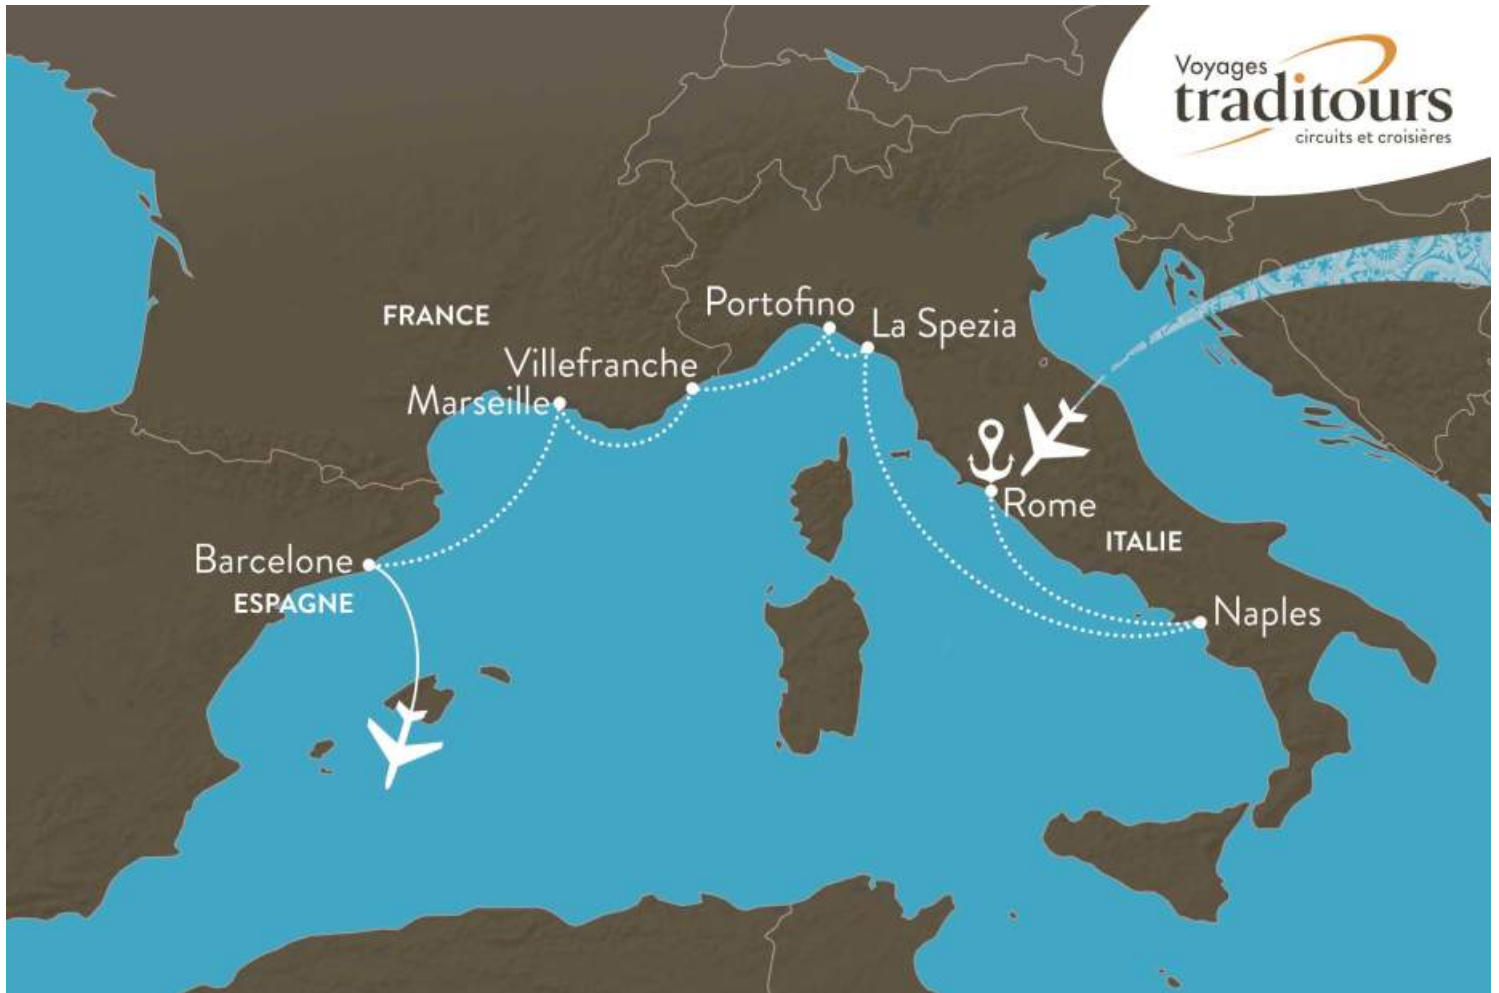 Voyages
traditours
circuits et croisières
FRANCE
Portofino
La Spezia
Villefranche
Marseille
Rome
ITALIE
Barcelone
ESPAGNE
Naples